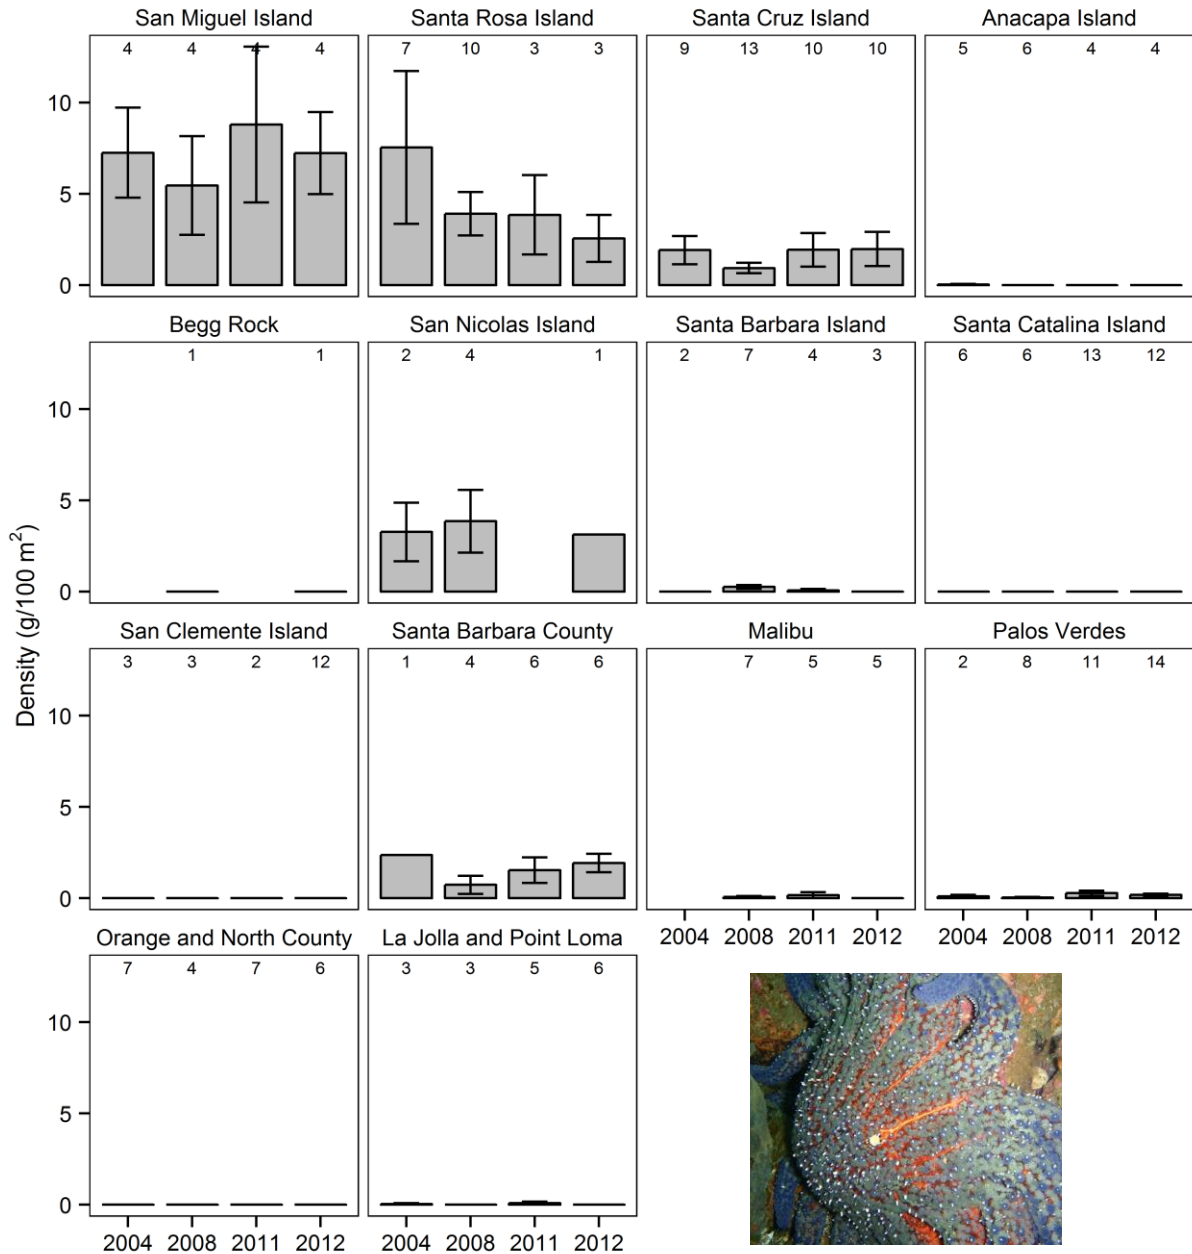 San Miguel Island Santa Rosa Island Santa Cruz Island Anacapa Island
4 4 4 4 7 10 3 3 9 13 10 10 5 6 4 4
10
5
0
Begg Rock San Nicolas Island Santa Barbara Island Santa Catalina Island
1 1 2 4 1 2 7 4 3 6 6 13 12
10
5
0
San Clemente Island Santa Barbara County Malibu Palos Verdes
3 3 2 12 1 4 6 6 7 5 5 2 8 11 14
10
5
0
2004 2008 2011 2012 2004 2008 2011 2012
Orange and North County La Jolla and Point Loma
7 4 7 6 3 3 5 6
10
5
0
2004 2008 2011 2012 2004 2008 2011 2012
Density (g/100 m²)